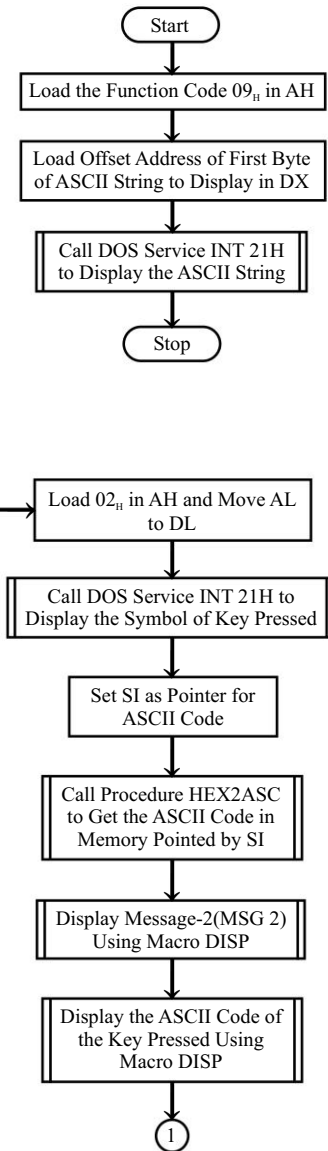 Start
Load the Function Code 09H in AH
Load Offset Address of First Byte
of ASCII String to Display in DX
Call DOS Service INT 21H
to Display the ASCII String
Stop
Load 02H in AH and Move AL
to DL
Call DOS Service INT 21H to
Display the Symbol of Key Pressed
Set SI as Pointer for
ASCII Code
Call Procedure HEX2ASC
to Get the ASCII Code in
Memory Pointed by SI
Display Message-2(MSG 2)
Using Macro DISP
Display the ASCII Code of
the Key Pressed Using
Macro DISP
1